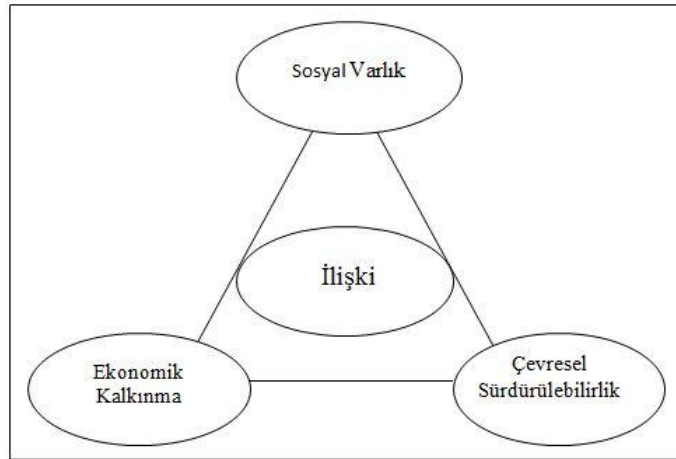 Sosyal Varlık
İlişki
Ekonomik
Kalkınma
Çevresel
Sürdürülebilirlik